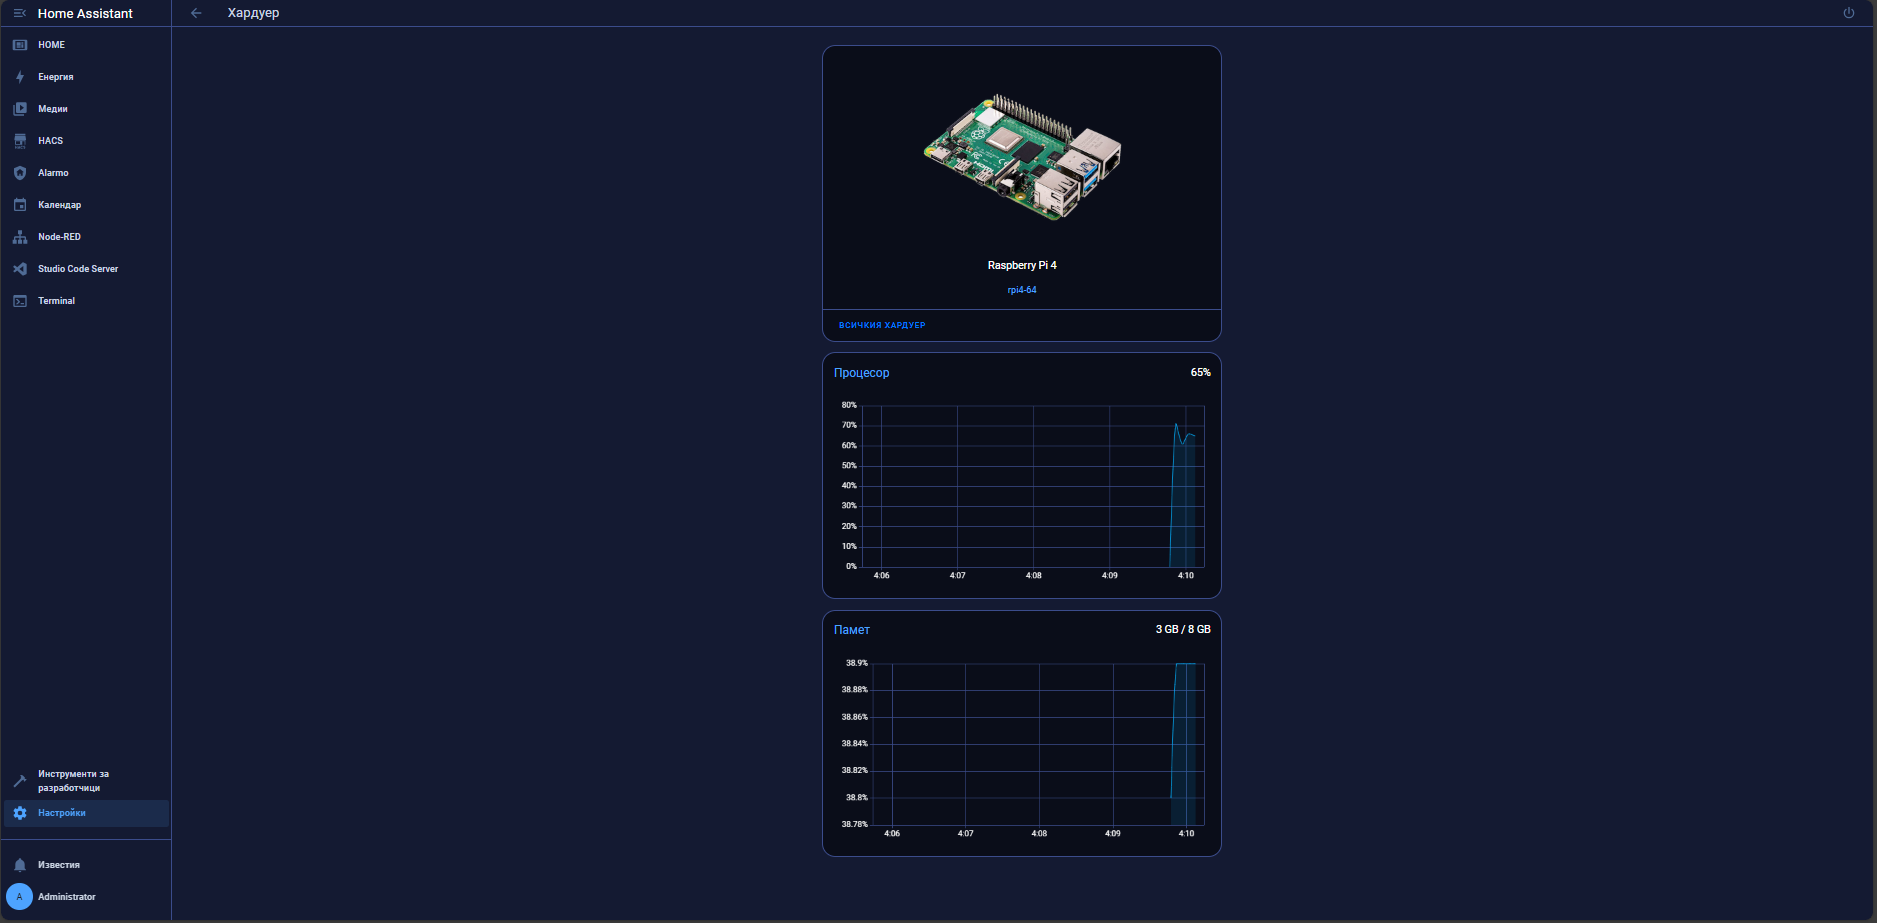 Home Assistant
Хардуер
HOME
Енергия
Медии
HACS
Alarmo
Календар
Node-RED
Studio Code Server
Terminal
Инструменти за
разработчици
Настройки
Известия
A
Administrator
Raspberry Pi 4
rpi4-64
ВСИЧКИЯ ХАРДУЕР
Процесор
65%
80%
70%
60%
50%
40%
30%
20%
10%
0%
4:06 4:07 4:08 4:09 4:10
Памет
3 GB / 8 GB
38.9%
38.88%
38.86%
38.84%
38.82%
38.8%
38.78%
4:06 4:07 4:08 4:09 4:10